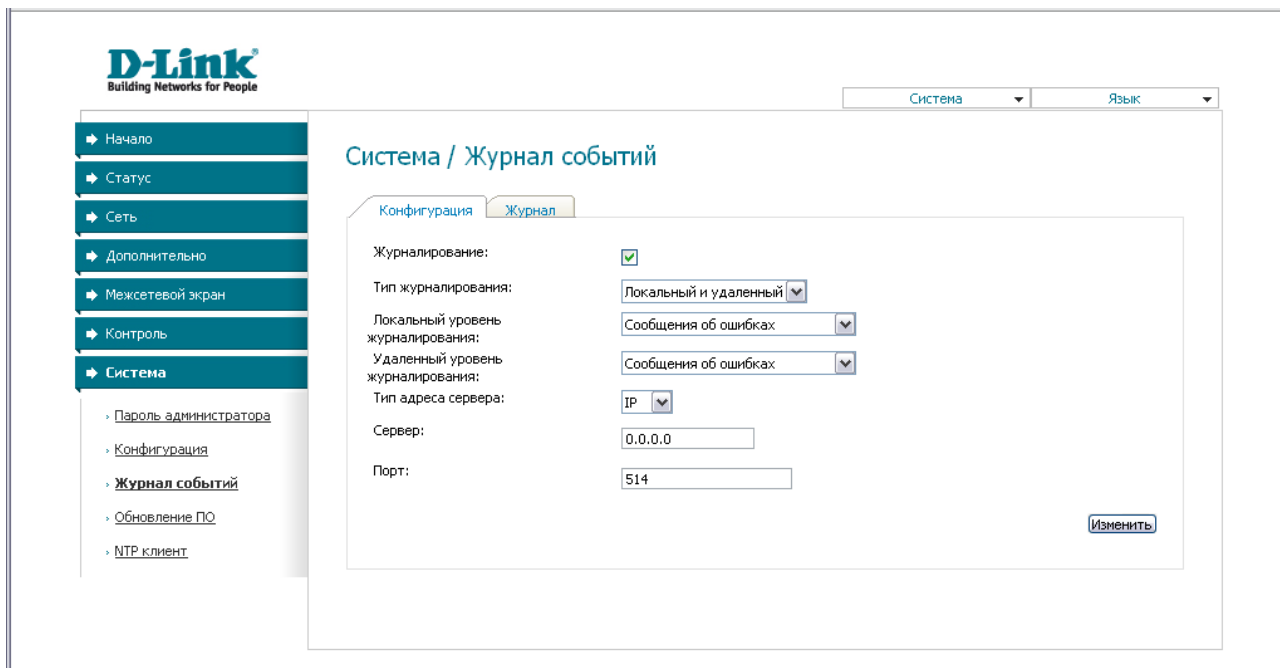 D-Link
Building Networks for People
Система Язык
Начало
Статус
Сеть
Дополнительно
Межсетевой экран
Контроль
Система
Пароль администратора
Конфигурация
Журнал событий
Обновление ПО
NTP клиент
Система / Журнал событий
Конфигурация Журнал
Журналирование:
Тип журналирования: Локальный и удаленный
Локальный уровень
журналирования:
Сообщения об ошибках
Удаленный уровень
журналирования:
Сообщения об ошибках
Тип адреса сервера: IP
Сервер: 0.0.0.0
Порт: 514
Изменить